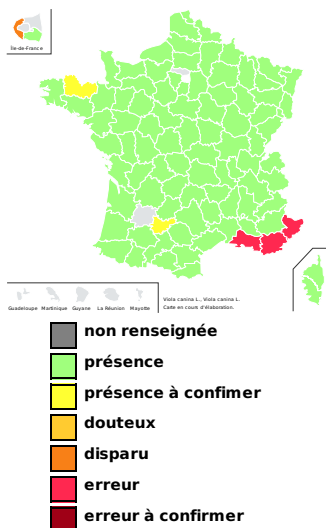 Île-de-France
Guadeloupe Martinique Guyane La Réunion Mayotte
Viola canina L., Viola canina L.
Carte en cours d'élaboration.
non renseignée
présence
présence à confimer
douteux
disparu
erreur
erreur à confirmer